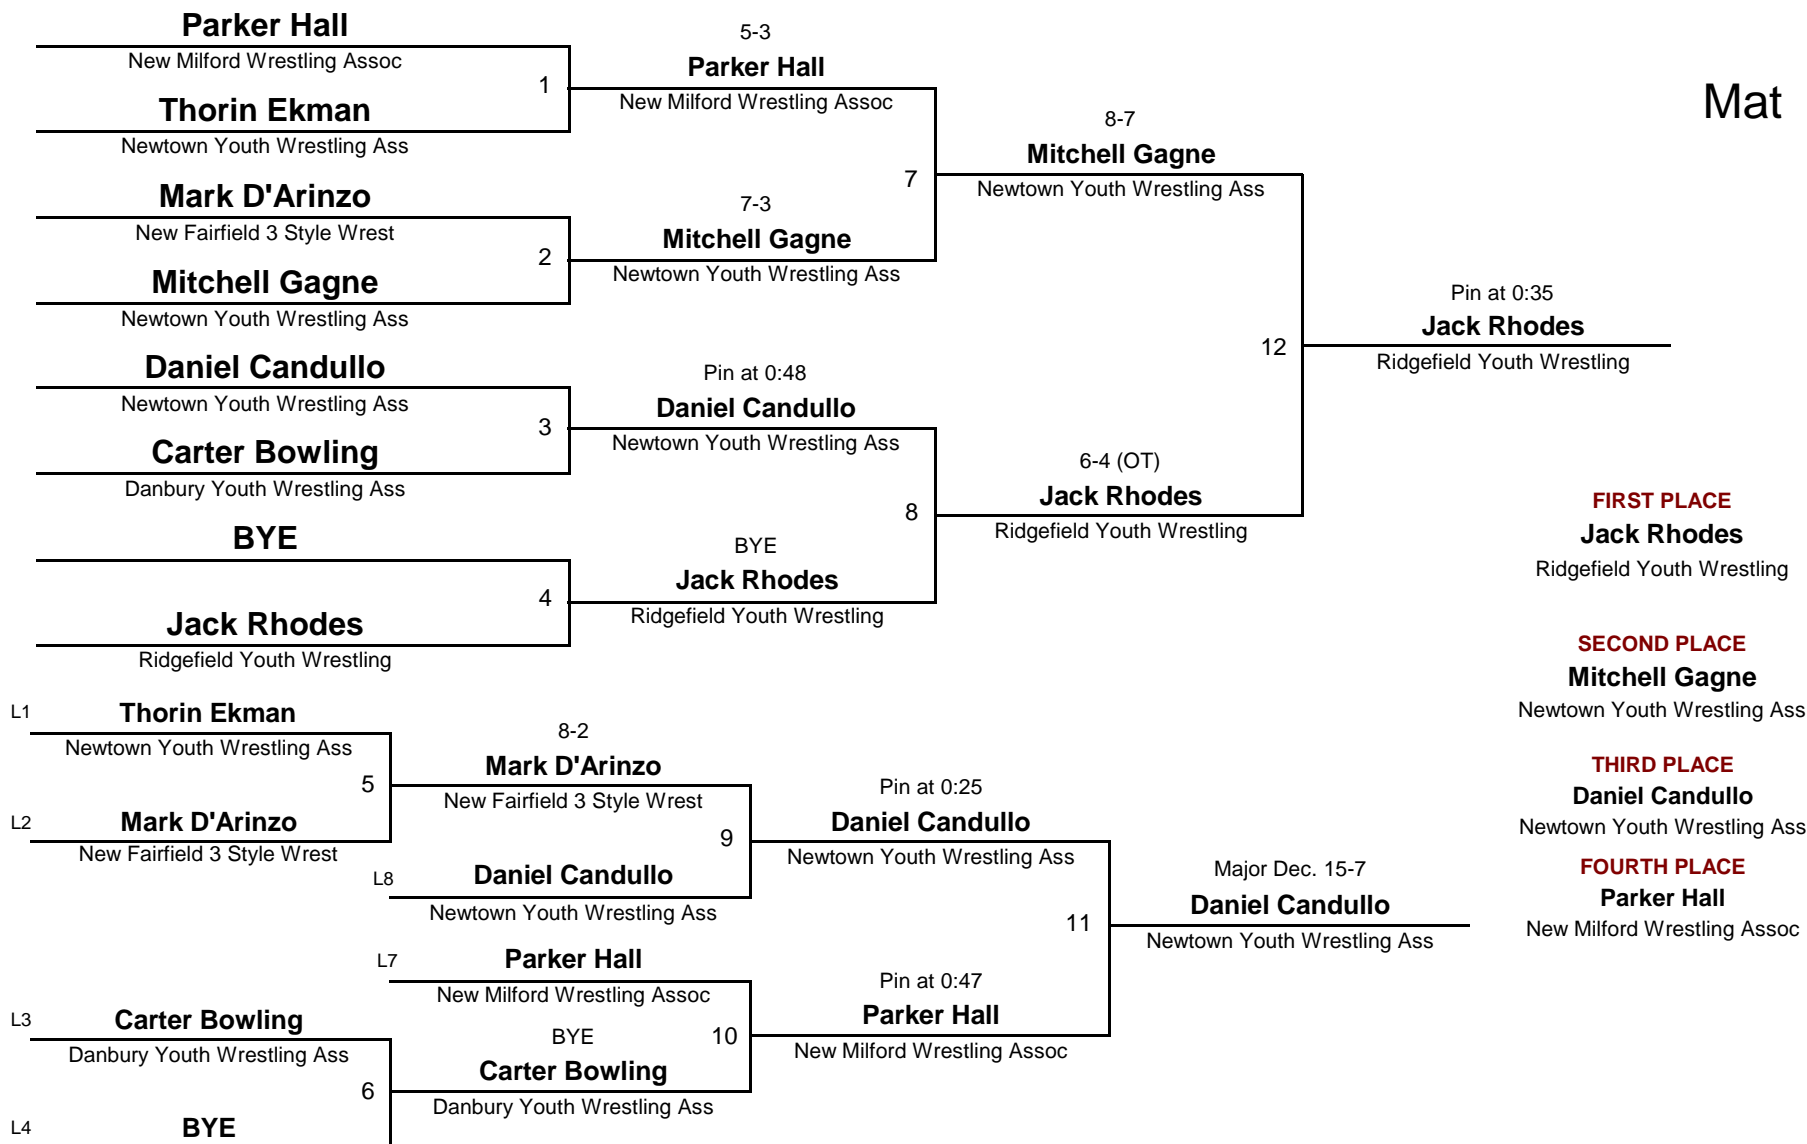 Parker Hall
New Milford Wrestling Assoc
1
Thorin Ekman
Newtown Youth Wrestling Ass
5-3
Parker Hall
New Milford Wrestling Assoc
Mark D'Arinzo
New Fairfield 3 Style Wrest
2
Mitchell Gagne
Newtown Youth Wrestling Ass
7-3
Mitchell Gagne
Newtown Youth Wrestling Ass
7
8-7
Mitchell Gagne
Newtown Youth Wrestling Ass
Mat
Daniel Candullo
Newtown Youth Wrestling Ass
3
Carter Bowling
Danbury Youth Wrestling Ass
Pin at 0:48
Daniel Candullo
Newtown Youth Wrestling Ass
BYE
4
Jack Rhodes
Ridgefield Youth Wrestling
BYE
Jack Rhodes
Ridgefield Youth Wrestling
8
6-4 (OT)
Jack Rhodes
Ridgefield Youth Wrestling
12
Pin at 0:35
Jack Rhodes
Ridgefield Youth Wrestling
FIRST PLACE
Jack Rhodes
Ridgefield Youth Wrestling
SECOND PLACE
Mitchell Gagne
Newtown Youth Wrestling Ass
THIRD PLACE
Daniel Candullo
Newtown Youth Wrestling Ass
FOURTH PLACE
Parker Hall
New Milford Wrestling Assoc
L1
Thorin Ekman
Newtown Youth Wrestling Ass
5
L2
Mark D'Arinzo
New Fairfield 3 Style Wrest
8-2
Mark D'Arinzo
New Fairfield 3 Style Wrest
9
L8
Daniel Candullo
Newtown Youth Wrestling Ass
Pin at 0:25
Daniel Candullo
Newtown Youth Wrestling Ass
L7
Parker Hall
New Milford Wrestling Assoc
10
L3
Carter Bowling
Danbury Youth Wrestling Ass
6
L4
BYE
BYE
Carter Bowling
Danbury Youth Wrestling Ass
Pin at 0:47
Parker Hall
New Milford Wrestling Assoc
11
Major Dec. 15-7
Daniel Candullo
Newtown Youth Wrestling Ass